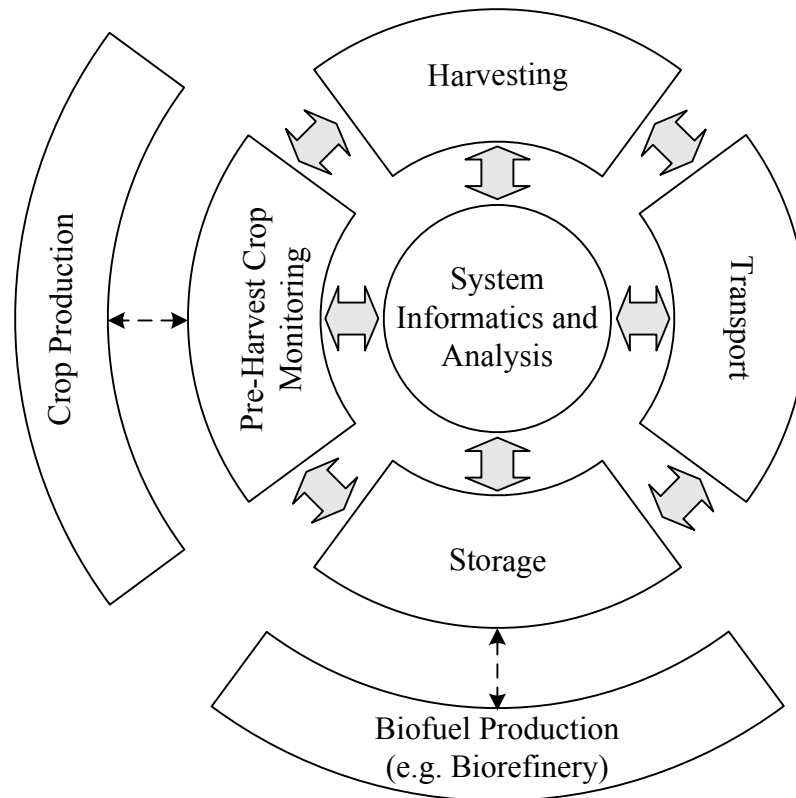 Harvesting
Crop Production
Pre-Harvest Crop
Monitoring
System
Informatics and
Analysis
Transport
Storage
Biofuel Production
(e.g. Biorefinery)